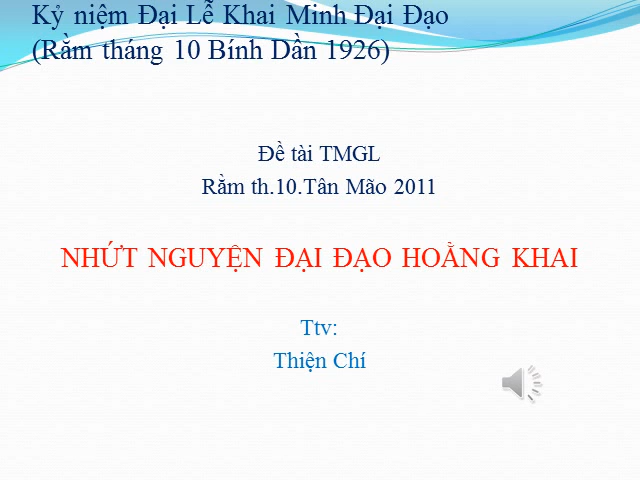 Kỷ niệm Đại Lễ Khai Minh Đại Đạo
(Rằm tháng 10 Bính Dần 1926)
Đề tài TMGL
Rằm th.10.Tân Mão 2011
NHỨT NGUYỆN ĐẠI ĐẠO HOẰNG KHAI
Ttv:
Thiện Chí